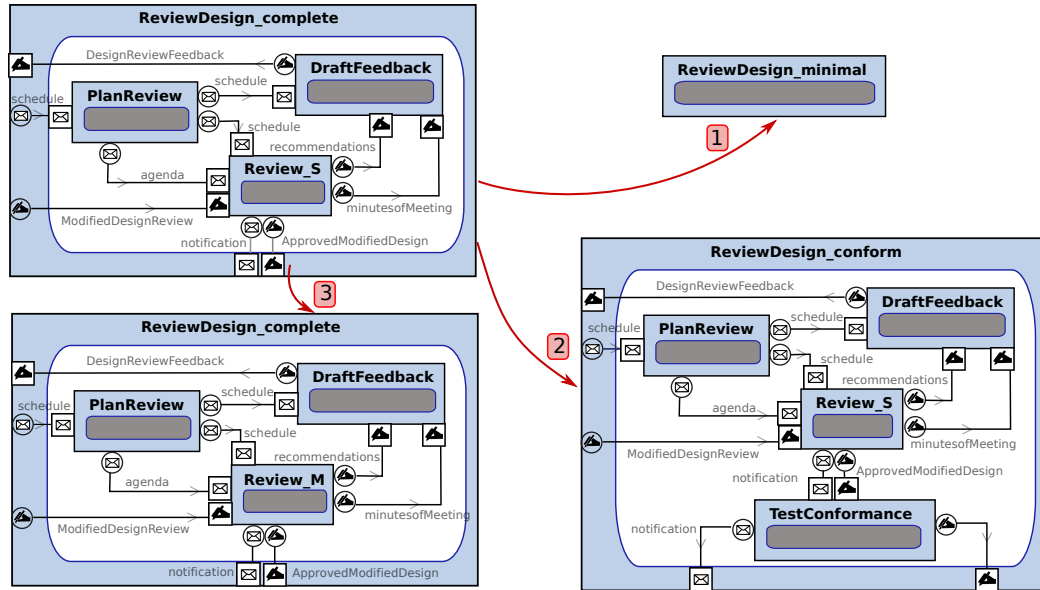 ReviewDesign_complete
DesignReviewFeedback
DraftFeedback
schedule
schedule
PlanReview
schedule
recommendations
agenda
Review_S
minutesofMeeting
ModifiedDesignReview
notification
ApprovedModifiedDesign
ReviewDesign_minimal
1
2
3
ReviewDesign_complete
DesignReviewFeedback
DraftFeedback
schedule
schedule
PlanReview
schedule
recommendations
agenda
Review_M
minutesofMeeting
ModifiedDesignReview
notification
ApprovedModifiedDesign
ReviewDesign_conform
DesignReviewFeedback
DraftFeedback
schedule
schedule
PlanReview
schedule
recommendations
agenda
Review_S
minutesofMeeting
ModifiedDesignReview
notification
ApprovedModifiedDesign
TestConformance
notification